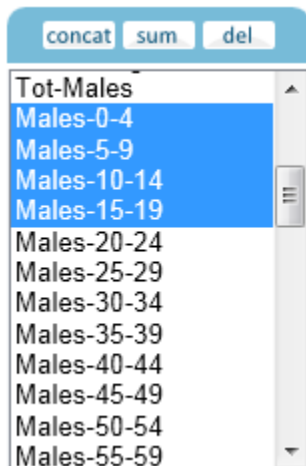 concat sum del
Tot-Males
Males-0-4
Males-5-9
Males-10-14
Males-15-19
Males-20-24
Males-25-29
Males-30-34
Males-35-39
Males-40-44
Males-45-49
Males-50-54
Males-55-59